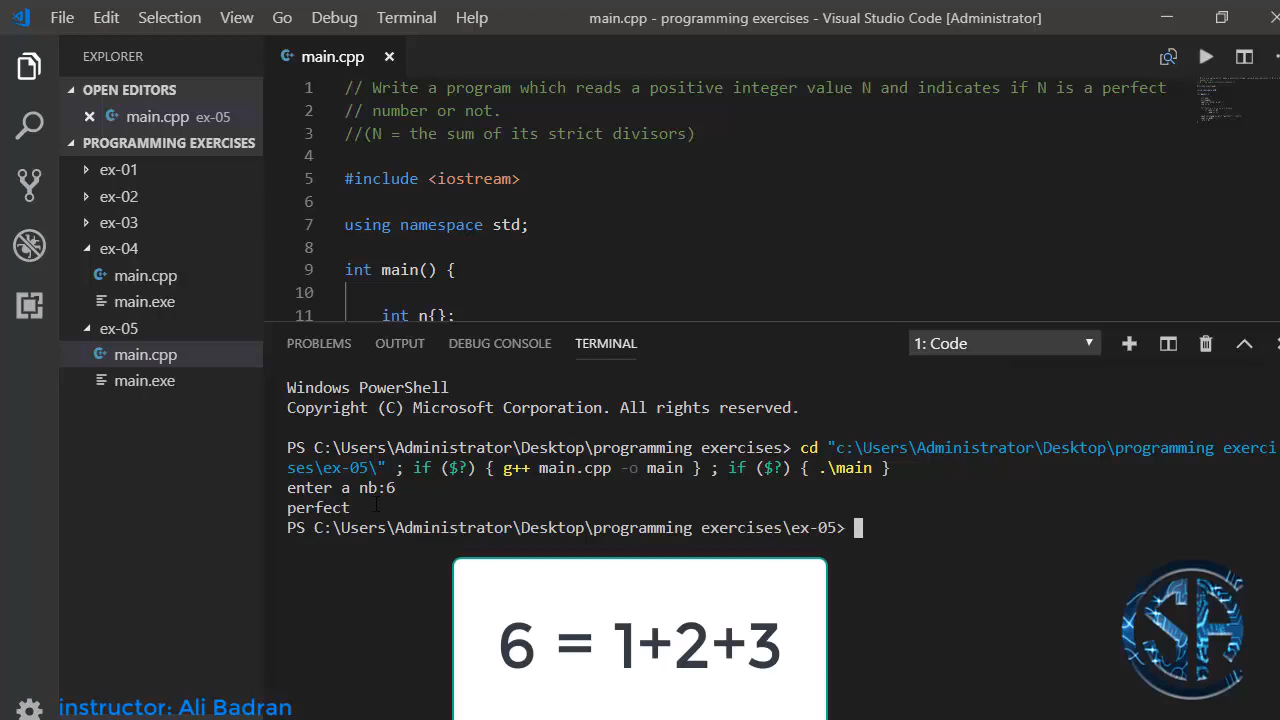 File Edit Selection View Go Debug Terminal Help main.cpp - programming exercises - Visual Studio Code [Administrator]
EXPLORER
OPEN EDITORS
main.cpp ex-05
PROGRAMMING EXERCISES
ex-01
ex-02
ex-03
ex-04
main.cpp
main.exe
ex-05
main.cpp
main.exe
main.cpp
1 // Write a program which reads a positive integer value N and indicates if N is a perfect
2 // number or not.
3 //(N = the sum of its strict divisors)
4
5 #include <iostream>
6
7 using namespace std;
8
9 int main() {
10
11 int n{};
PROBLEMS OUTPUT DEBUG CONSOLE TERMINAL 1: Code
Windows PowerShell
Copyright (C) Microsoft Corporation. All rights reserved.
PS C:\Users\Administrator\Desktop\programming exercises> cd "c:\Users\Administrator\Desktop\programming exerci
ses\ex-05\" ; if ($?) { g++ main.cpp -o main } ; if ($?) { .\main }
enter a nb:6
perfect
PS C:\Users\Administrator\Desktop\programming exercises\ex-05>
6 = 1+2+3
SH
instructor: Ali Badran